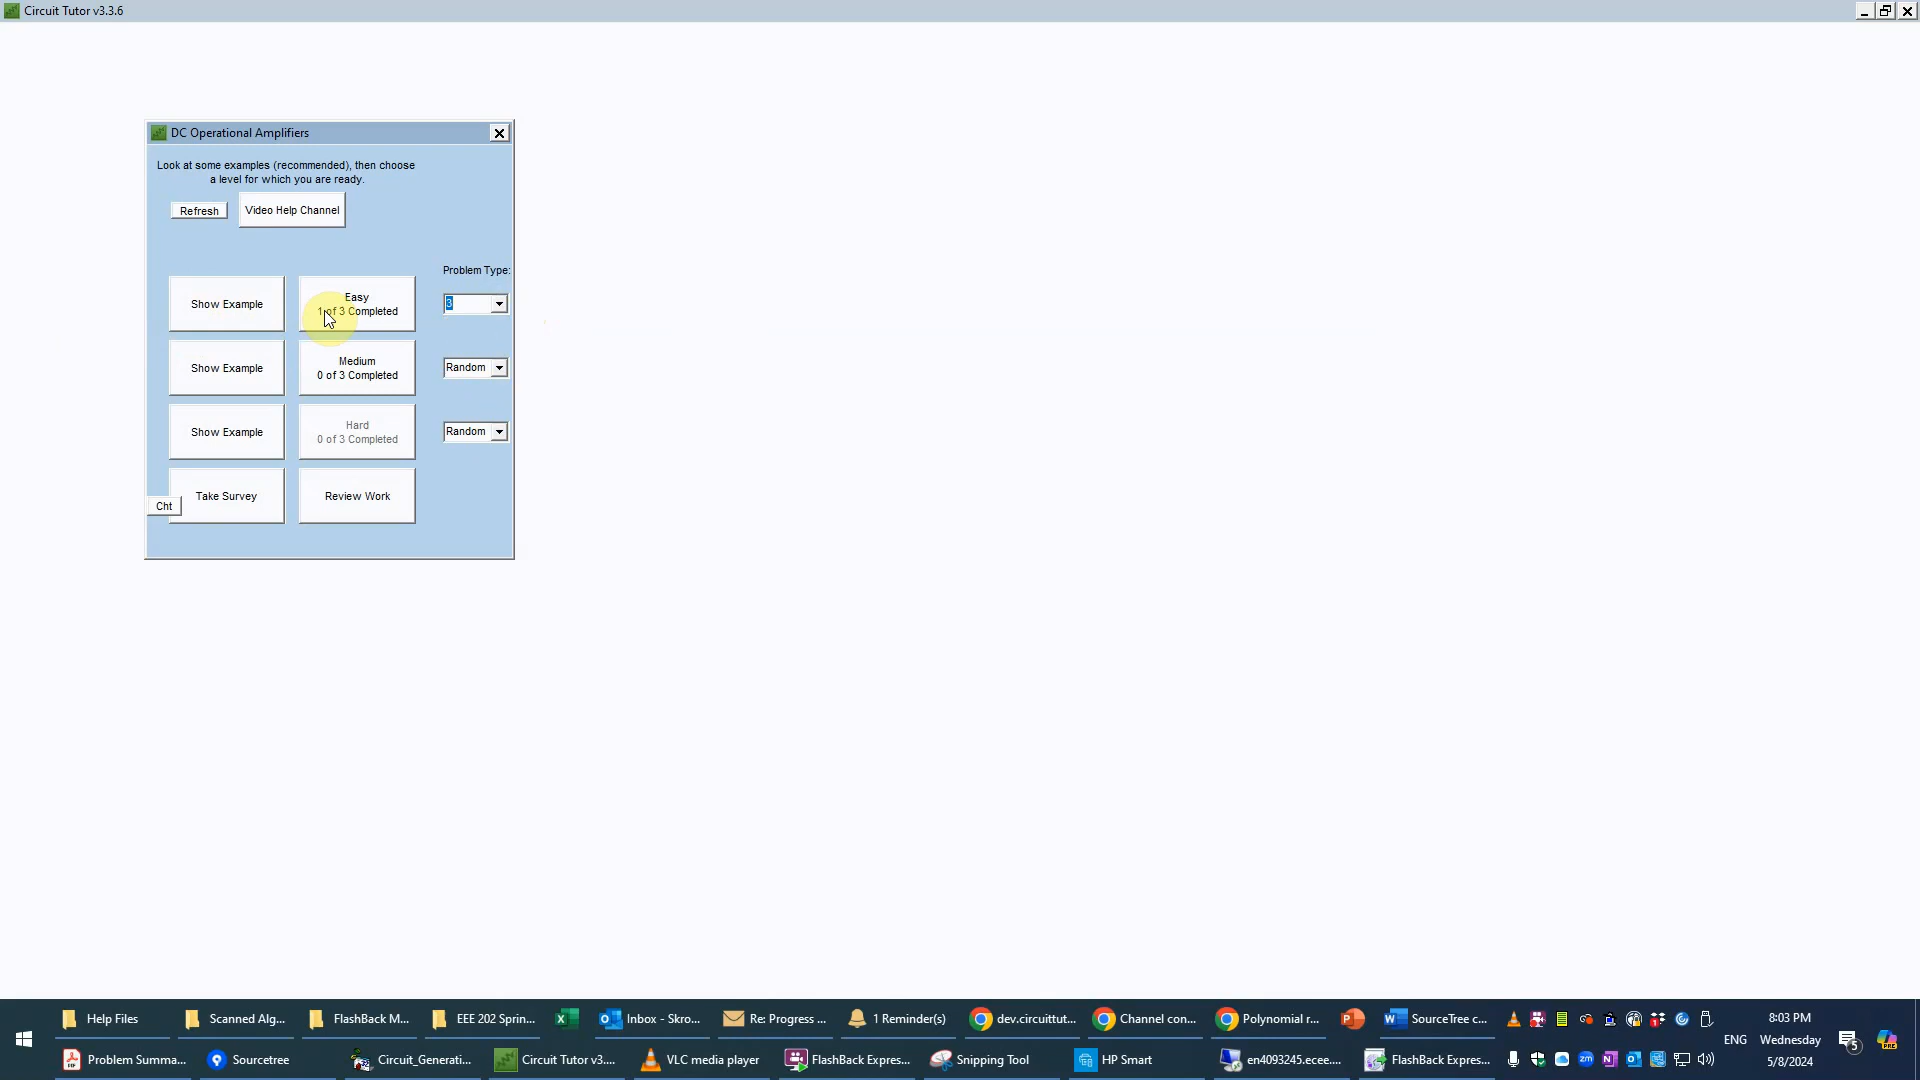 Circuit Tutor v3.3.6
DC Operational Amplifiers
Look at some examples (recommended), then choose
a level for which you are ready.
Refresh
Video Help Channel
Problem Type:
Show Example
Easy
1 of 3 Completed
3
Show Example
Medium
0 of 3 Completed
Random
Show Example
Hard
0 of 3 Completed
Random
Take Survey
Review Work
Cht
Help Files
Scanned Alg...
FlashBack M...
EEE 202 Sprin...
Inbox - Skro...
Re: Progress ...
1 Reminder(s)
dev.circuittut...
Channel con...
Polynomial r...
SourceTree c...
8:03 PM
ENG
Wednesday
5
Problem Summa...
Sourcetree
Circuit_Generati...
Circuit Tutor v3....
VLC media player
FlashBack Expres...
Snipping Tool
HP Smart
en4093245.ecee....
FlashBack Expres...
5/8/2024